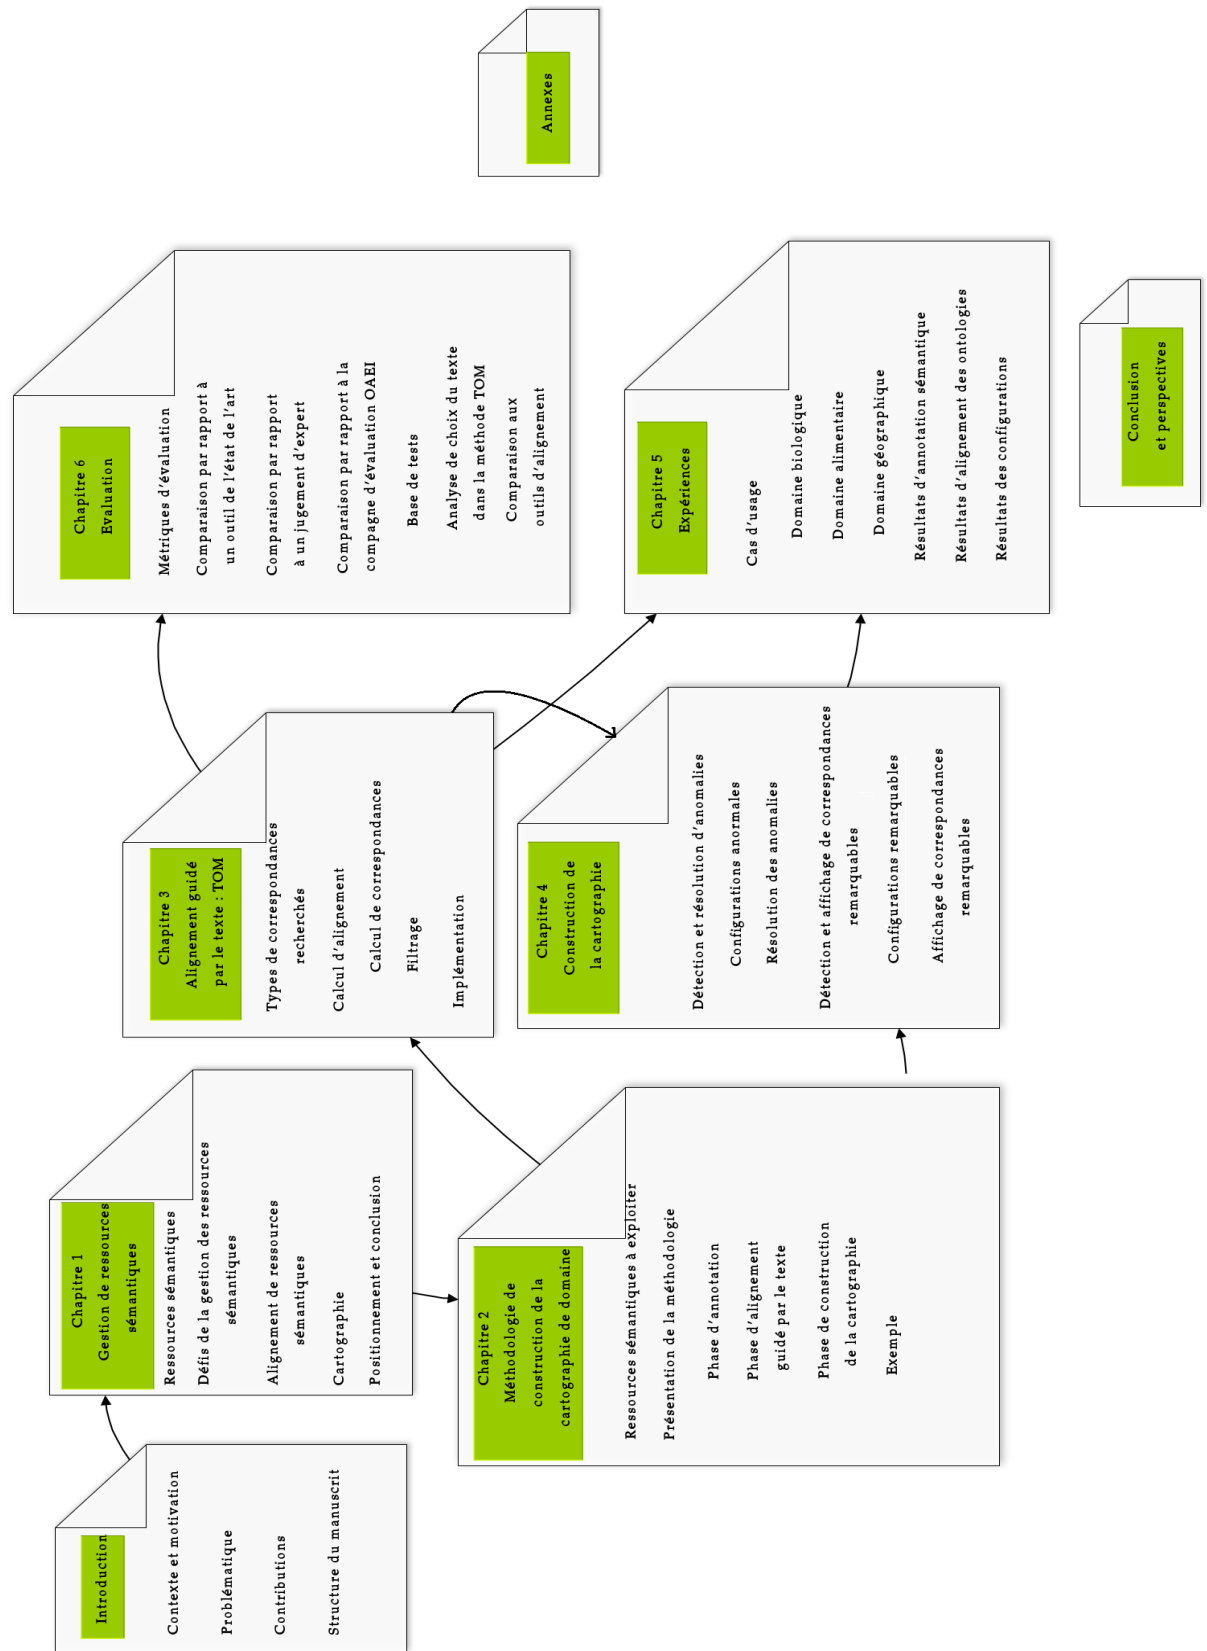 Introduction
Contexte et motivation
Problématique
Contributions
Structure du manuscrit
Chapitre 1
Gestion de ressources
sémantiques
Ressources sémantiques
Défis de la gestion des ressources
sémantiques
Alignement de ressources
sémantiques
Cartographie
Positionnement et conclusion
Chapitre 2
Méthodologie de
construction de la
cartographie de domaine
Ressources sémantiques à exploiter
Présentation de la méthodologie
Phase d'annotation
Phase d'alignement
guidé par le texte
Phase de construction
de la cartographie
Exemple
Chapitre 3
Alignement guidé
par le texte : TOM
Types de correspondances
recherchés
Calcul d'alignement
Calcul de correspondances
Filtrage
Implémentation
Chapitre 4
Construction de
la cartographie
Détection et résolution d'anomalies
Configurations anormales
Résolution des anomalies
Détection et affichage de correspondances
remarquables
Configurations remarquables
Affichage de correspondances
remarquables
Chapitre 6
Evaluation
Métriques d'évaluation
Comparaison par rapport à
un outil de l'état de l'art
Comparaison par rapport
à un jugement d'expert
Comparaison par rapport à la
compagne d'évaluation OAEI
Base de tests
Analyse de choix du texte
dans la méthode TOM
Comparaison aux
outils d'alignement
Chapitre 5
Expériences
Cas d'usage
Domaine biologique
Domaine alimentaire
Domaine géographique
Résultats d'annotation sémantique
Résultats d'alignement des ontologies
Résultats des configurations
Conclusion
et perspectives
Annexes